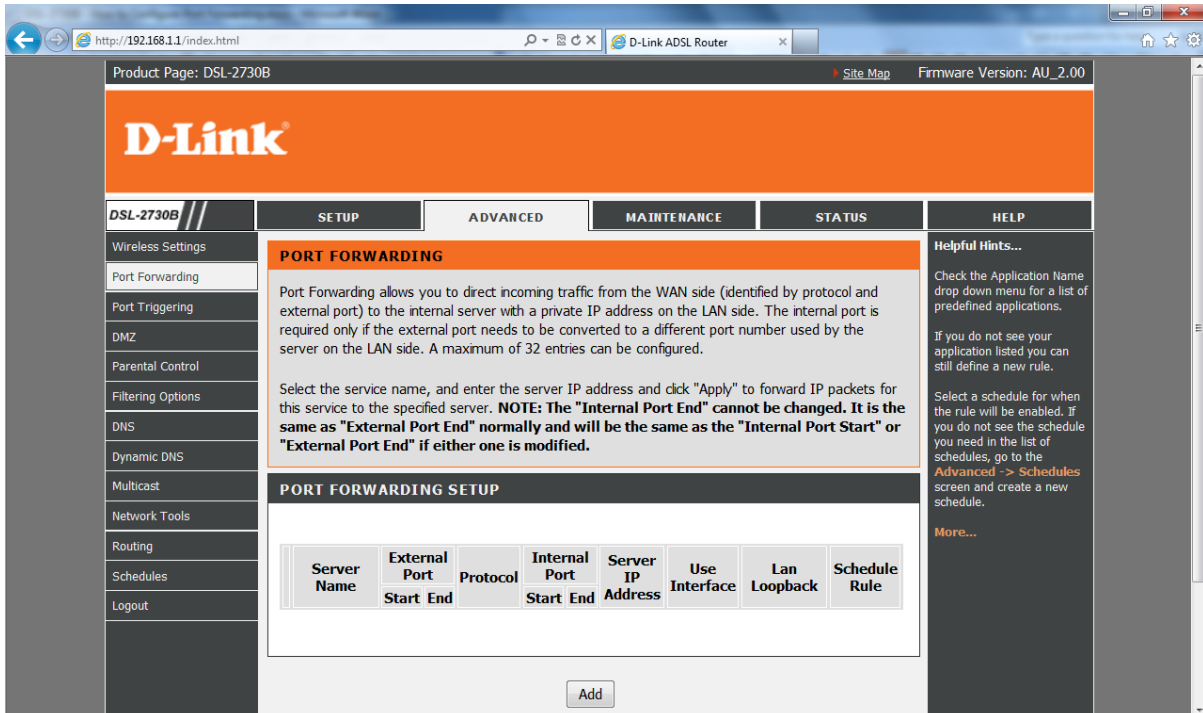 http://192.168.1.1/index.html
D-Link ADSL Router
Product Page: DSL-2730B
Site Map
Firmware Version: AU_2.00
D-Link
DSL-2730B
SETUP
ADVANCED
MAINTENANCE
STATUS
HELP
Wireless Settings
Port Forwarding
Port Triggering
DMZ
Parental Control
Filtering Options
DNS
Dynamic DNS
Multicast
Network Tools
Routing
Schedules
Logout
PORT FORWARDING
Port Forwarding allows you to direct incoming traffic from the WAN side (identified by protocol and
external port) to the internal server with a private IP address on the LAN side. The internal port is
required only if the external port needs to be converted to a different port number used by the
server on the LAN side. A maximum of 32 entries can be configured.
Select the service name, and enter the server IP address and click "Apply" to forward IP packets for
this service to the specified server. NOTE: The "Internal Port End" cannot be changed. It is the
same as "External Port End" normally and will be the same as the "Internal Port Start" or
"External Port End" if either one is modified.
PORT FORWARDING SETUP
Server
Name
External
Port
Start End
Protocol
Internal
Port
Start End
Server
IP
Address
Use
Interface
Lan
Loopback
Schedule
Rule
Add
Helpful Hints...
Check the Application Name
drop down menu for a list of
predefined applications.
If you do not see your
application listed you can
still define a new rule.
Select a schedule for when
the rule will be enabled. If
you do not see the schedule
you need in the list of
schedules, go to the
Advanced -> Schedules
screen and create a new
schedule.
More...